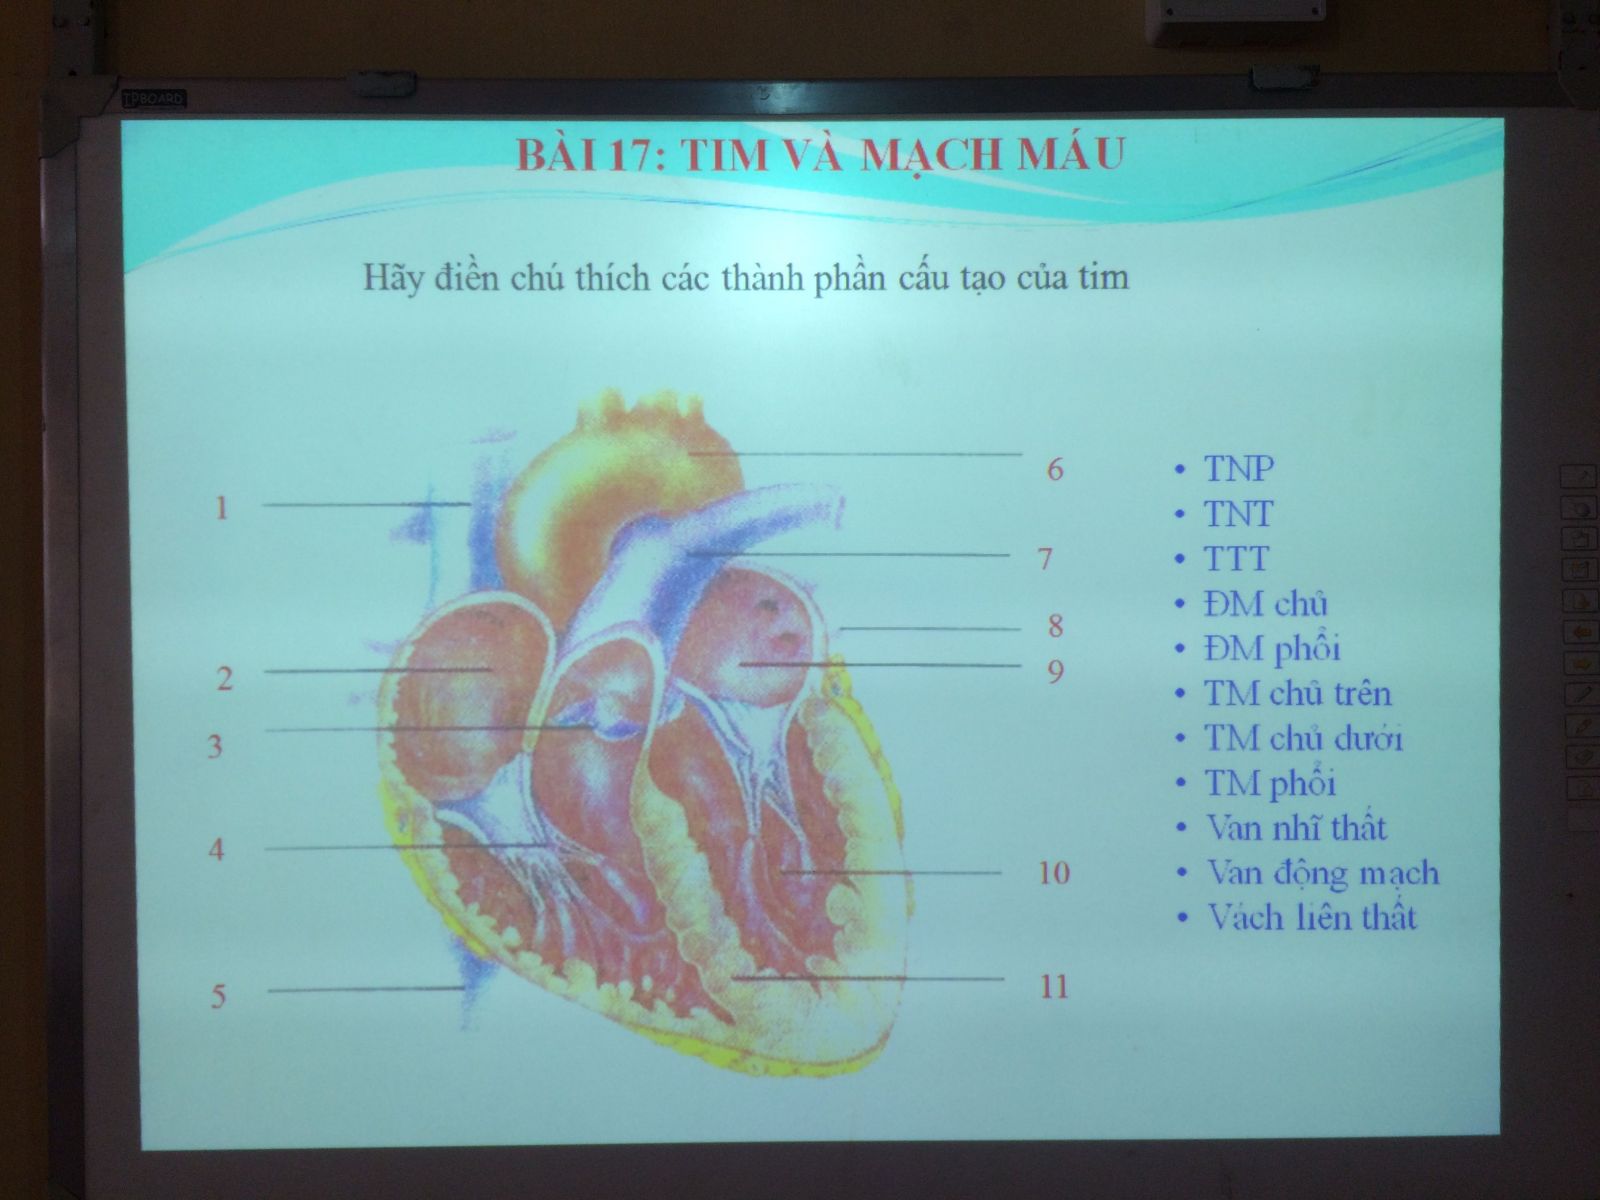 TPBOARD
BÀI 17: TIM VÀ MẠCH MÁU
Hãy điền chú thích các thành phần cấu tạo của tim
1
2
3
4
5
6
7
8
9
10
11
• TNP
• TNT
• TTT
• ĐM chủ
• ĐM phổi
• TM chủ trên
• TM chủ dưới
• TM phổi
• Van nhĩ thất
• Van động mạch
• Vách liên thất